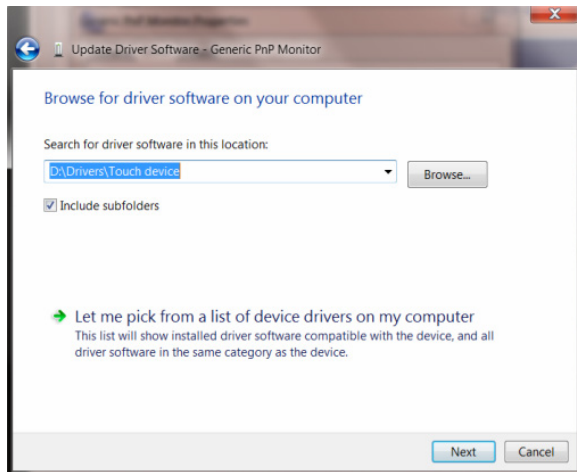 Update Driver Software - Generic PnP Monitor
Browse for driver software on your computer
Search for driver software in this location:
D:\Drivers\Touch device
Browse...
Include subfolders
Let me pick from a list of device drivers on my computer
This list will show installed driver software compatible with the device, and all
driver software in the same category as the device.
Next
Cancel